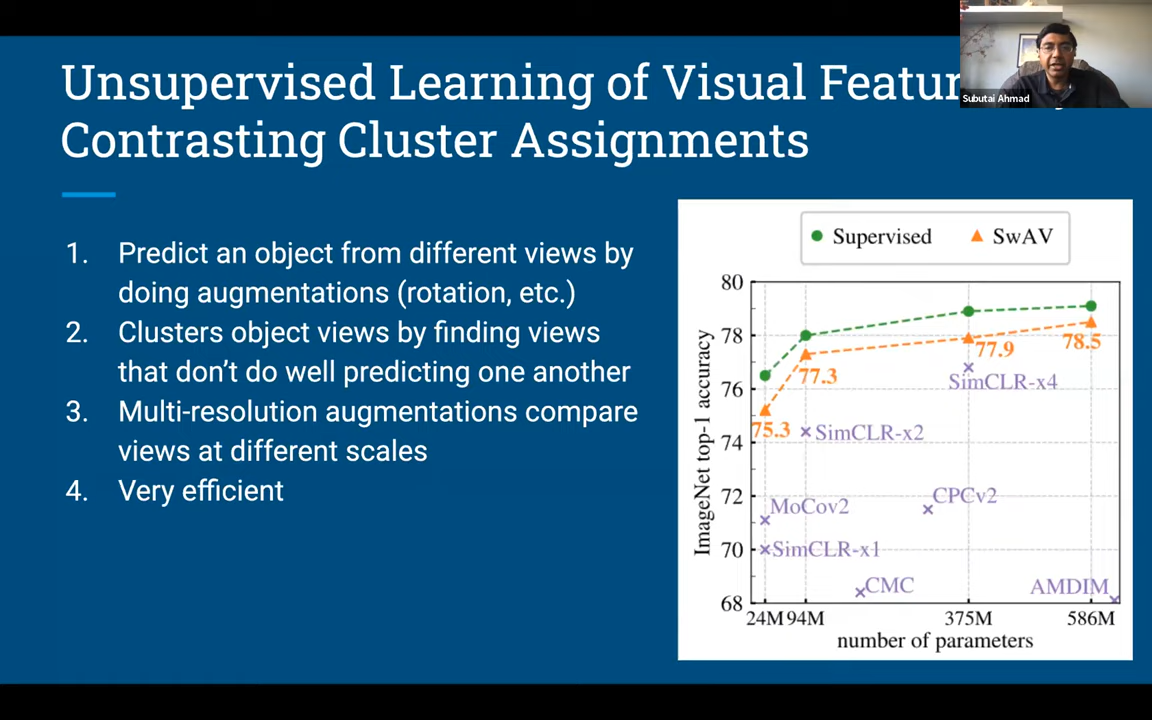 Unsupervised Learning of Visual Featur
Contrasting Cluster Assignments
Subutai Ahmad
1. Predict an object from different views by
doing augmentations (rotation, etc.)
2. Clusters object views by finding views
that don't do well predicting one another
3. Multi-resolution augmentations compare
views at different scales
4. Very efficient
Supervised SwAV
ImageNet top-1 accuracy
80
78
76
74
72
70
68
77.9
78.5
77.3
SimCLR-x4
75.3
SimCLR-x2
CPCv2
MoCov2
SimCLR-x1
CMC
AMDIM
24M 94M 375M 586M
number of parameters